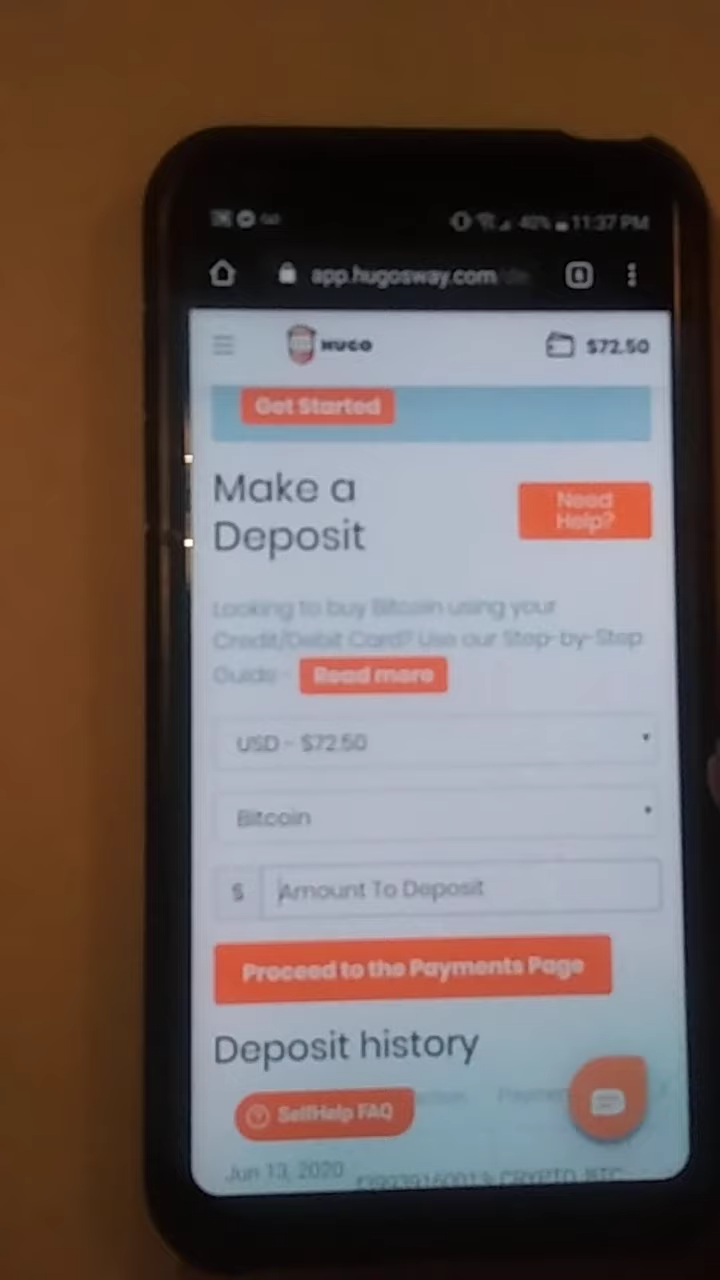 40% 11:37 PM
app.hugosway.com
HUGO $72.50
Get Started
Make a
Deposit
Need
Help?
Looking to buy Bitcoin using your
Credit/Debit Card? Use our Step-by-Step
Guide - Read more
USD - $72.50
Bitcoin
$ Amount To Deposit
Proceed to the Payments Page
Deposit history
SelfHelp FAQ
Jun 13, 2020 CRYPTO_BTC